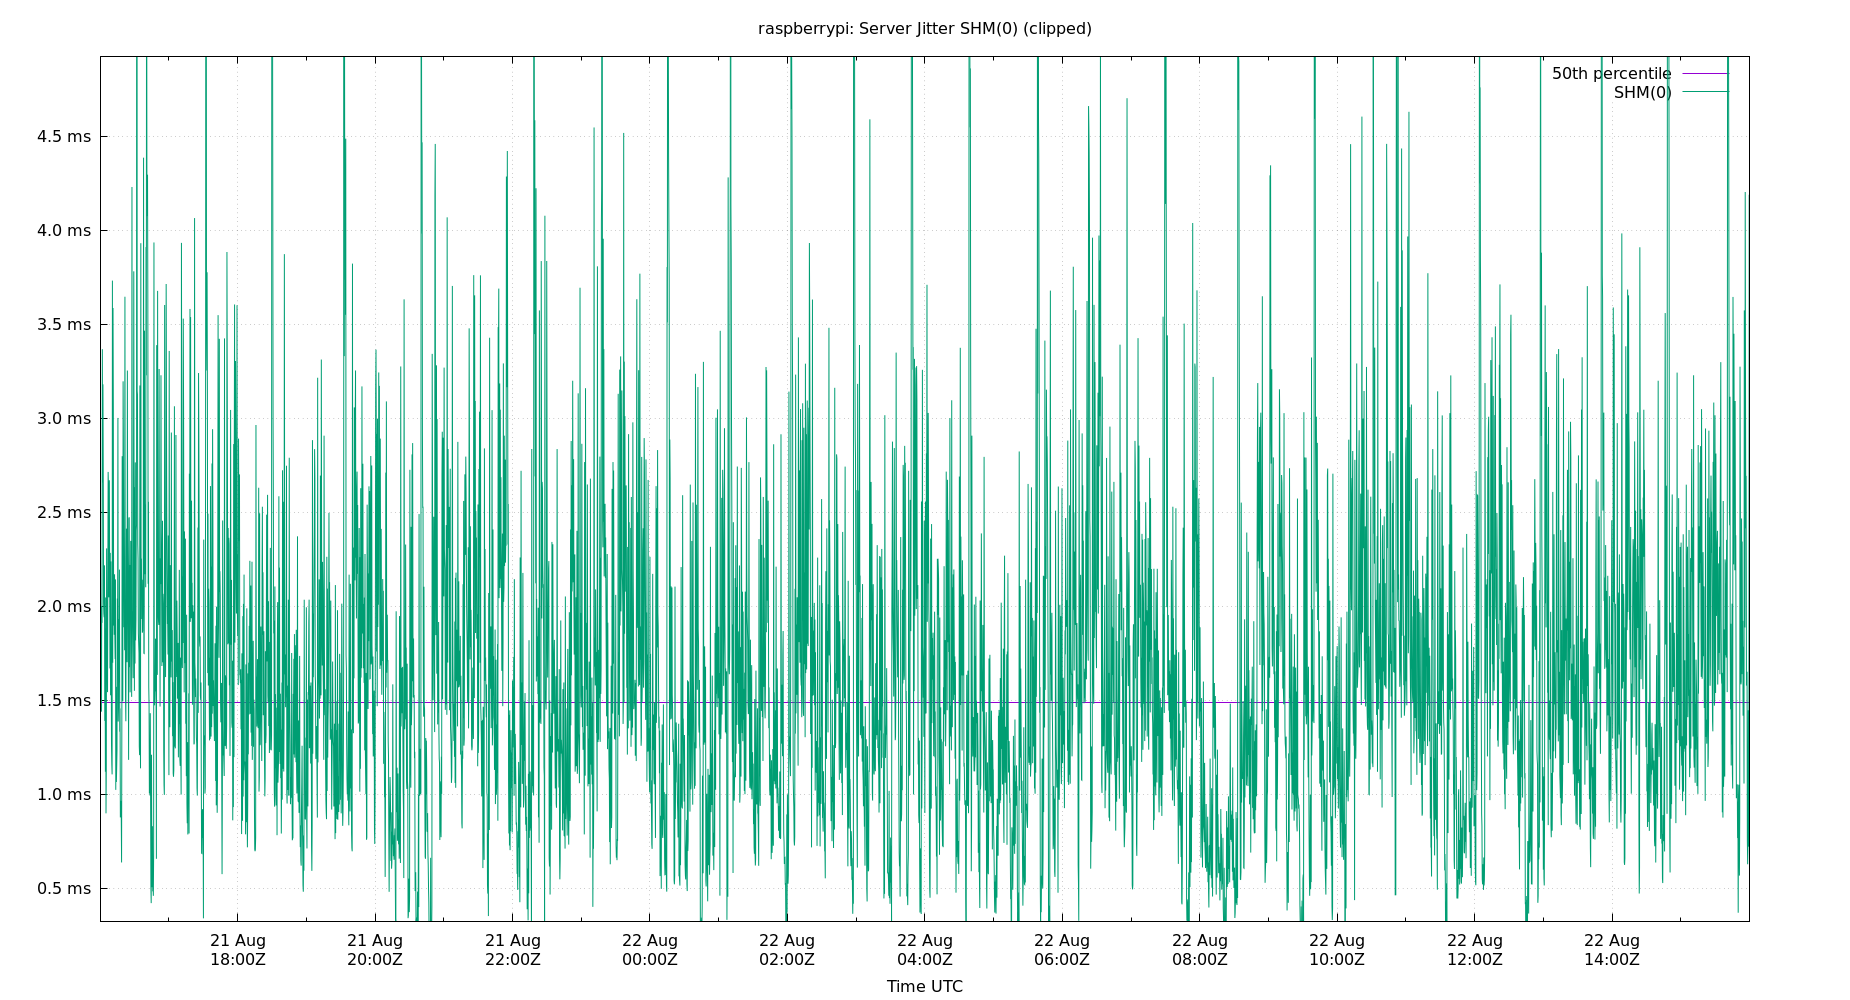 raspberrypi: Server Jitter SHM(0) (clipped)
50th percentile
SHM(0)
4.5 ms
4.0 ms
3.5 ms
3.0 ms
2.5 ms
2.0 ms
1.5 ms
1.0 ms
0.5 ms
21 Aug 21 Aug 21 Aug 22 Aug 22 Aug 22 Aug 22 Aug 22 Aug 22 Aug 22 Aug 22 Aug
18:00Z 20:00Z 22:00Z 00:00Z 02:00Z 04:00Z 06:00Z 08:00Z 10:00Z 12:00Z 14:00Z
Time UTC